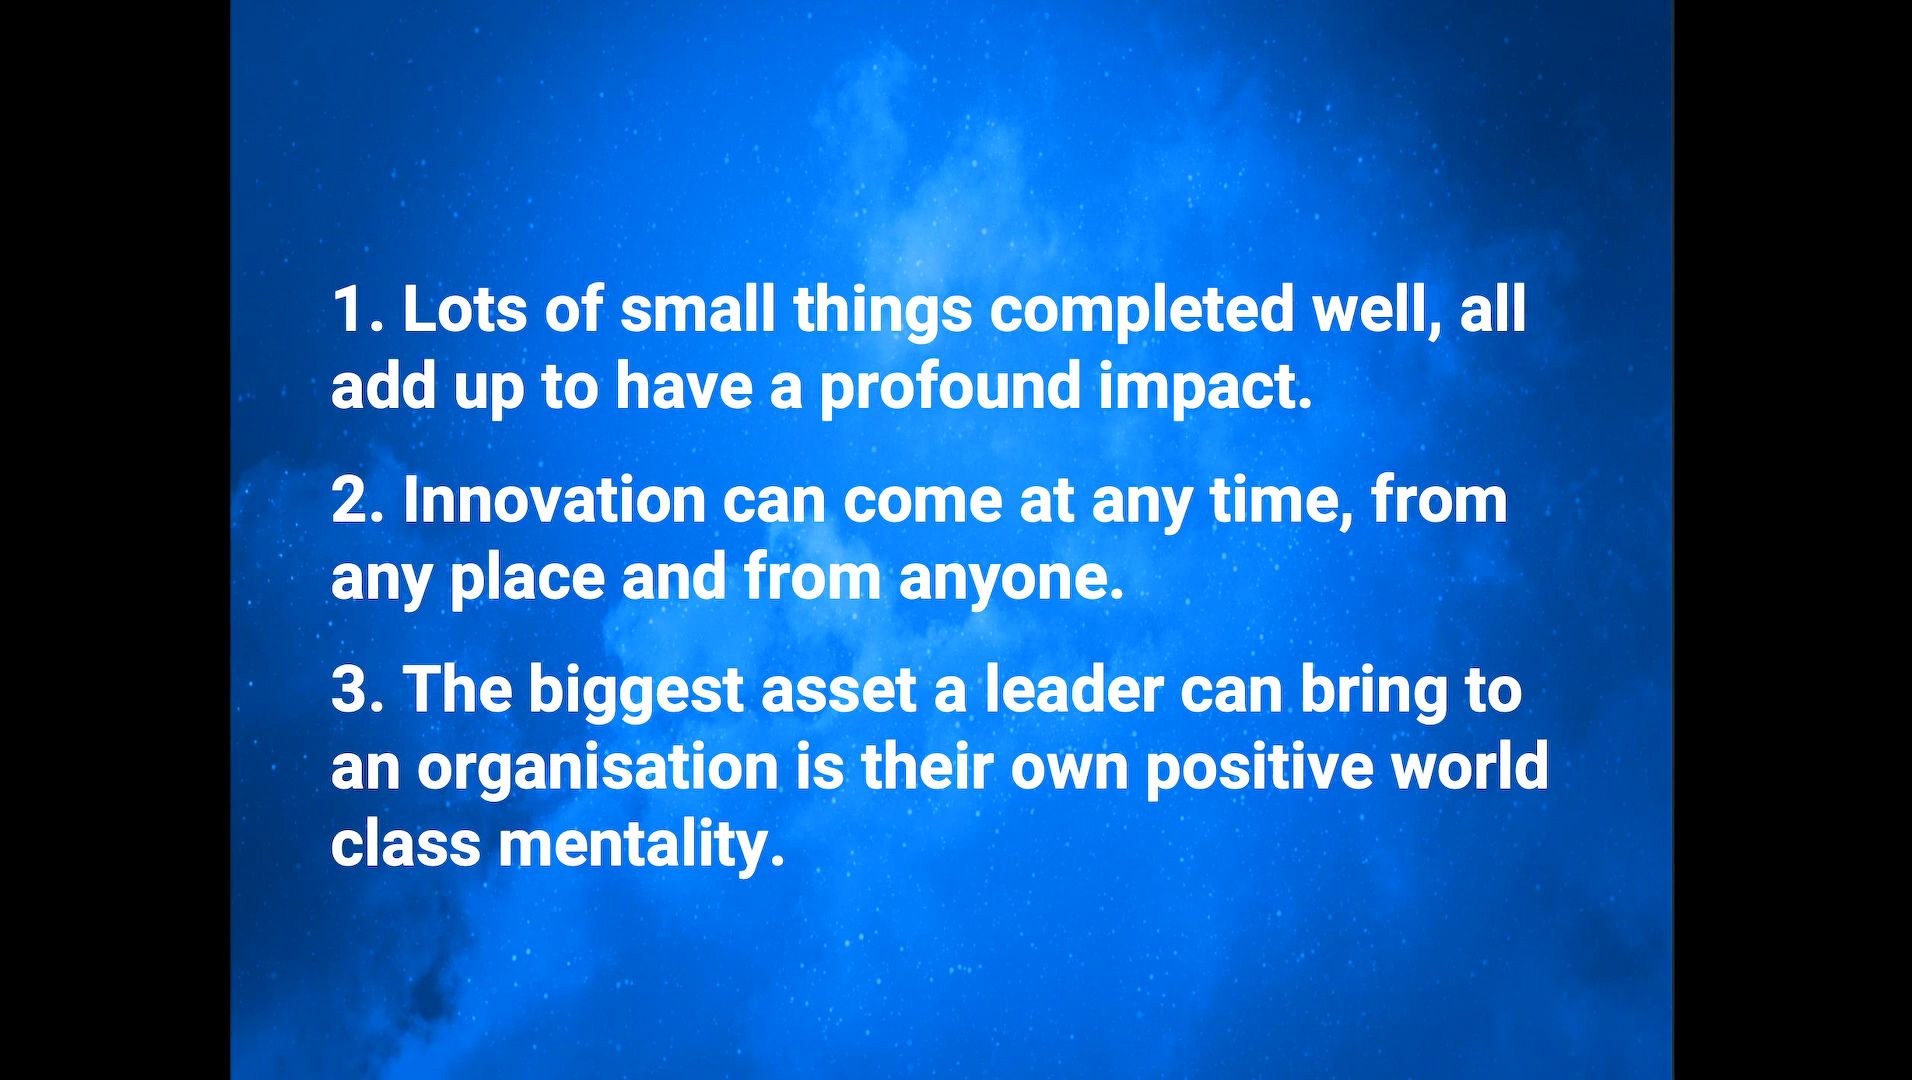 1. Lots of small things completed well, all
add up to have a profound impact.
2. Innovation can come at any time, from
any place and from anyone.
3. The biggest asset a leader can bring to
an organisation is their own positive world
class mentality.